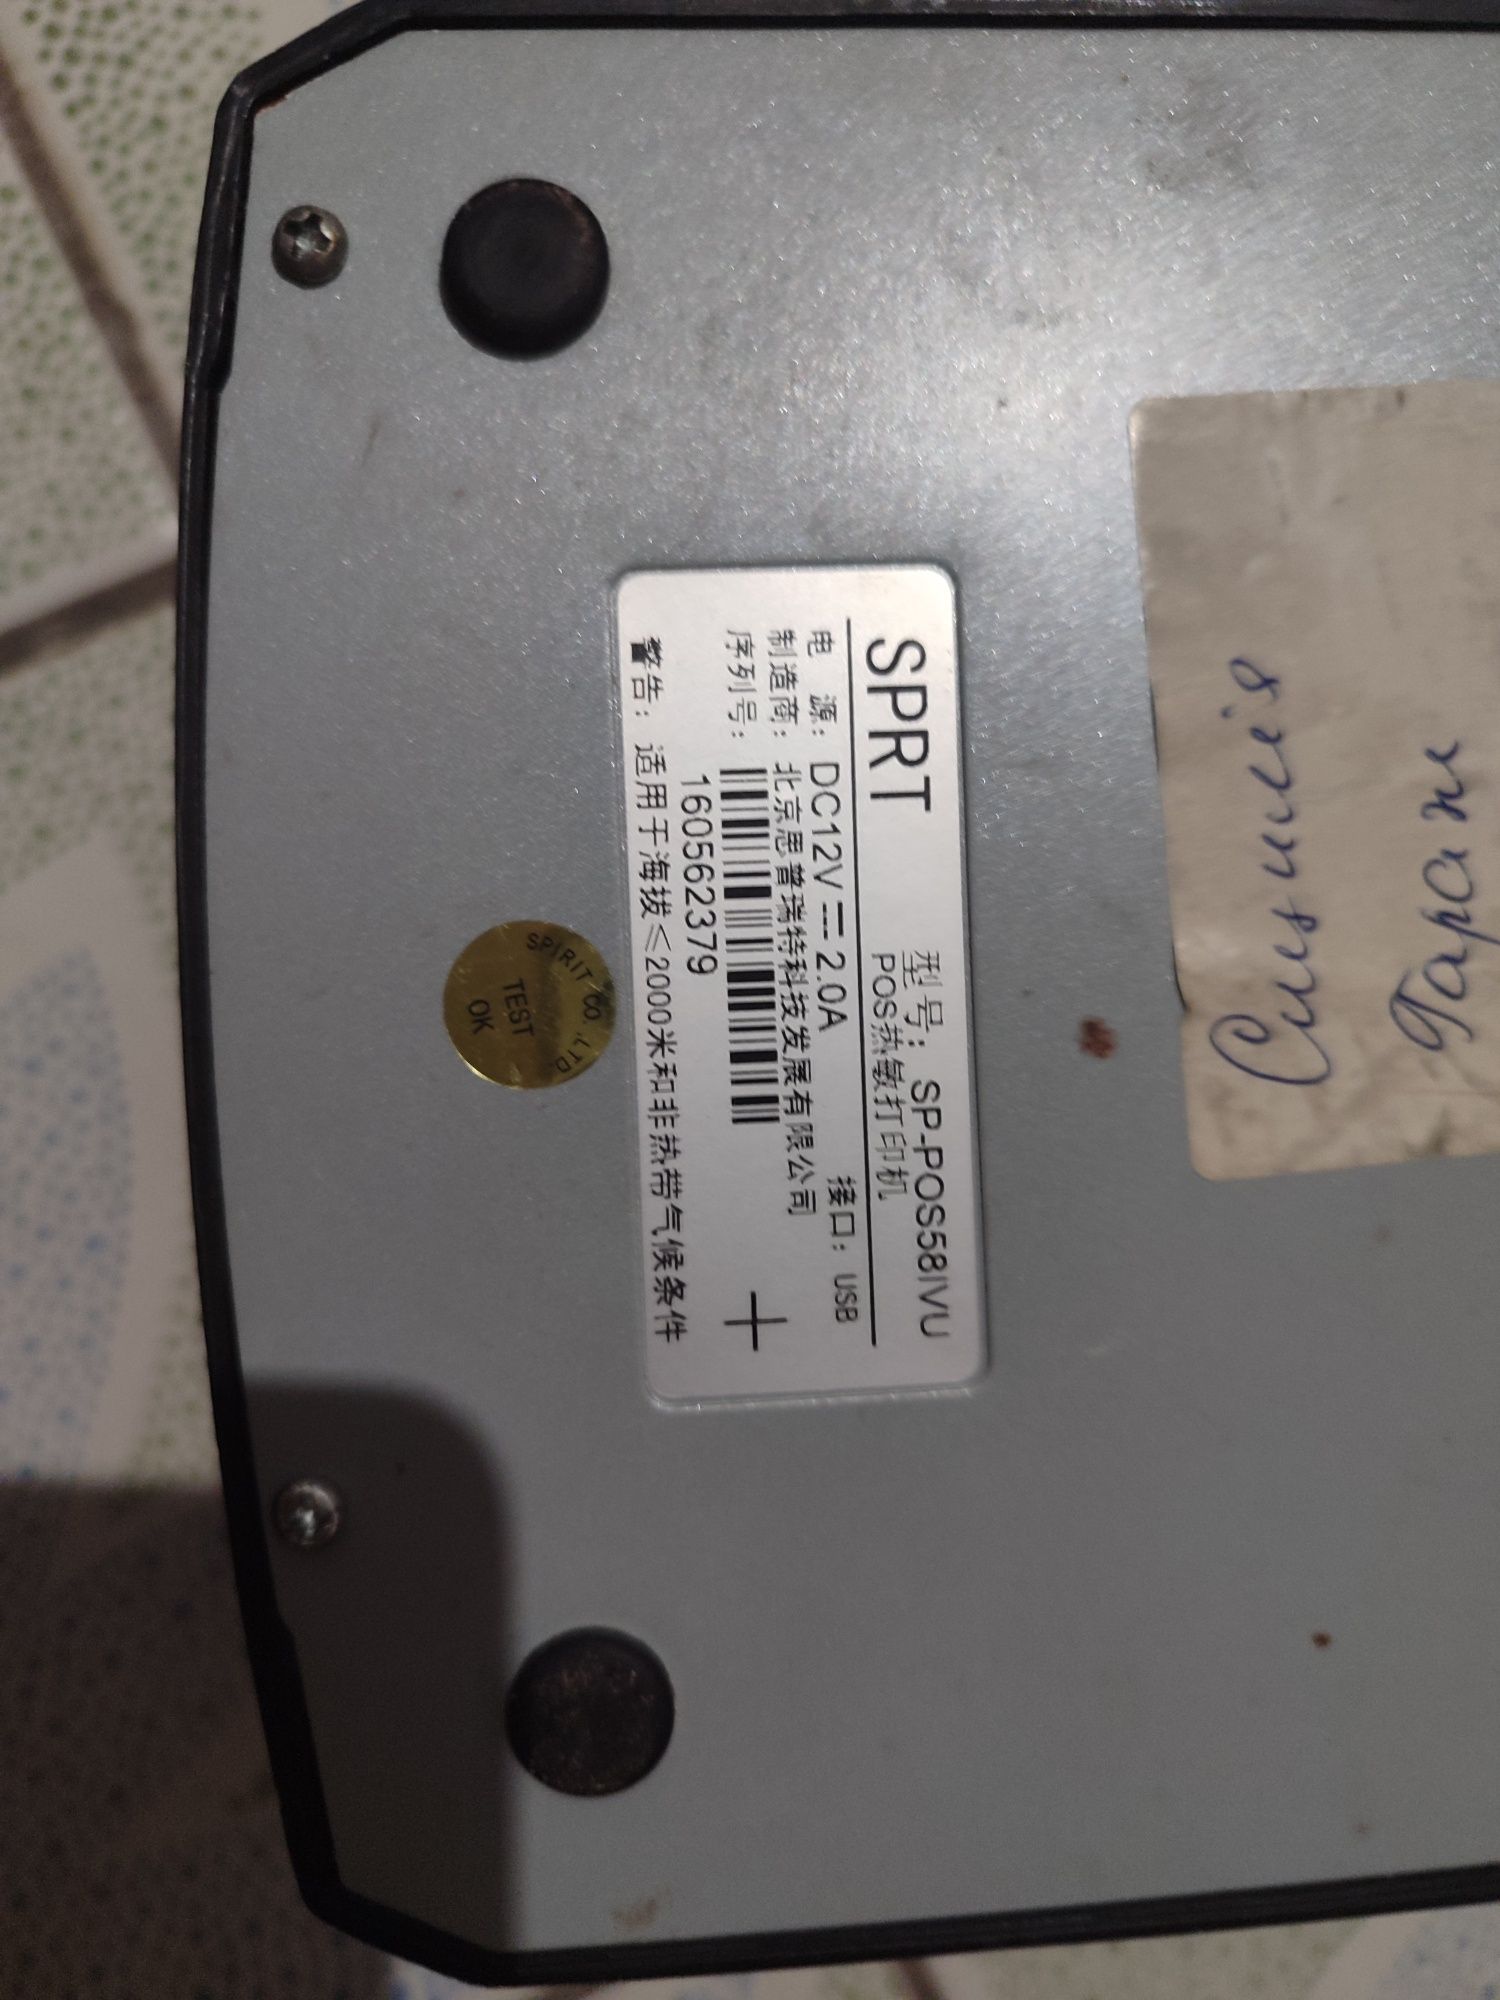 SPRT
型号: SP-POS58IVU
POS热敏打印机
电 源: DC12V⎓2.0A 接口: USB
制造商: 北京思普瑞特科技发展有限公司
序列号:
160562379
警告: 适用于海拔≤2000米和非热带气候条件
SPIRIT CO.,LTD.
TEST
OK
Сицилія
Гараж